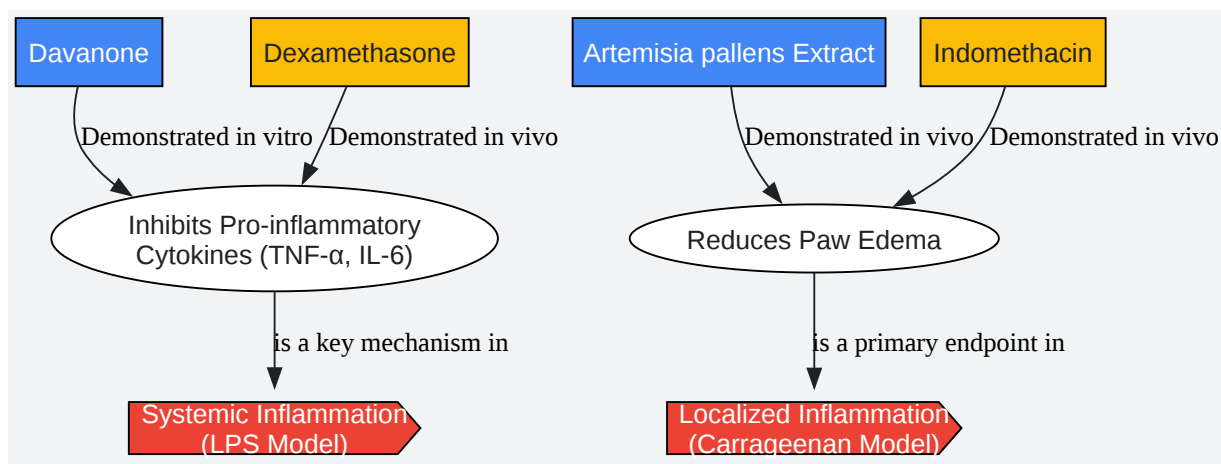 Davanone
Dexamethasone
Artemisia pallens Extract
Indomethacin
Demonstrated in vitro
Demonstrated in vivo
Demonstrated in vivo
Demonstrated in vivo
Inhibits Pro-inflammatory
Cytokines (TNF-α, IL-6)
Reduces Paw Edema
is a key mechanism in
is a primary endpoint in
Systemic Inflammation
(LPS Model)
Localized Inflammation
(Carrageenan Model)